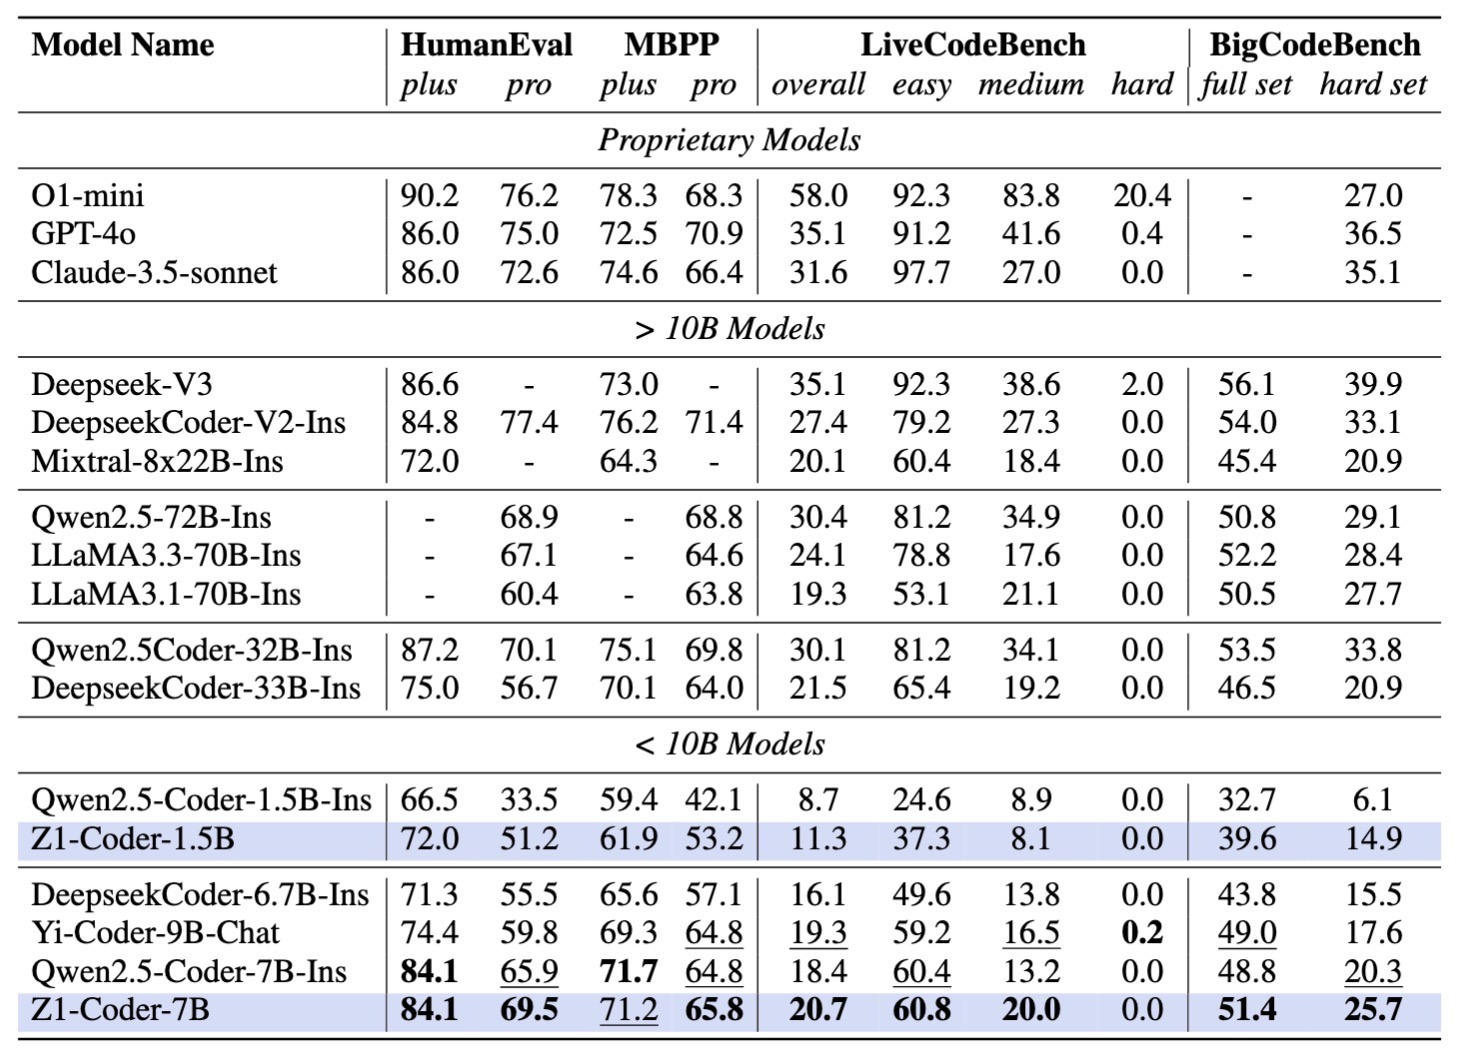 Model Name HumanEval MBPP LiveCodeBench BigCodeBench
plus pro plus pro overall easy medium hard full set hard set
Proprietary Models
O1-mini 90.2 76.2 78.3 68.3 58.0 92.3 83.8 20.4 - 27.0
GPT-4o 86.0 75.0 72.5 70.9 35.1 91.2 41.6 0.4 - 36.5
Claude-3.5-sonnet 86.0 72.6 74.6 66.4 31.6 97.7 27.0 0.0 - 35.1
> 10B Models
Deepseek-V3 86.6 - 73.0 - 35.1 92.3 38.6 2.0 56.1 39.9
DeepseekCoder-V2-Ins 84.8 77.4 76.2 71.4 27.4 79.2 27.3 0.0 54.0 33.1
Mixtral-8x22B-Ins 72.0 - 64.3 - 20.1 60.4 18.4 0.0 45.4 20.9
Qwen2.5-72B-Ins - 68.9 - 68.8 30.4 81.2 34.9 0.0 50.8 29.1
LLaMA3.3-70B-Ins - 67.1 - 64.6 24.1 78.8 17.6 0.0 52.2 28.4
LLaMA3.1-70B-Ins - 60.4 - 63.8 19.3 53.1 21.1 0.0 50.5 27.7
Qwen2.5Coder-32B-Ins 87.2 70.1 75.1 69.8 30.1 81.2 34.1 0.0 53.5 33.8
DeepseekCoder-33B-Ins 75.0 56.7 70.1 64.0 21.5 65.4 19.2 0.0 46.5 20.9
< 10B Models
Qwen2.5-Coder-1.5B-Ins 66.5 33.5 59.4 42.1 8.7 24.6 8.9 0.0 32.7 6.1
Z1-Coder-1.5B 72.0 51.2 61.9 53.2 11.3 37.3 8.1 0.0 39.6 14.9
DeepseekCoder-6.7B-Ins 71.3 55.5 65.6 57.1 16.1 49.6 13.8 0.0 43.8 15.5
Yi-Coder-9B-Chat 74.4 59.8 69.3 64.8 19.3 59.2 16.5 0.2 49.0 17.6
Qwen2.5-Coder-7B-Ins 84.1 65.9 71.7 64.8 18.4 60.4 13.2 0.0 48.8 20.3
Z1-Coder-7B 84.1 69.5 71.2 65.8 20.7 60.8 20.0 0.0 51.4 25.7